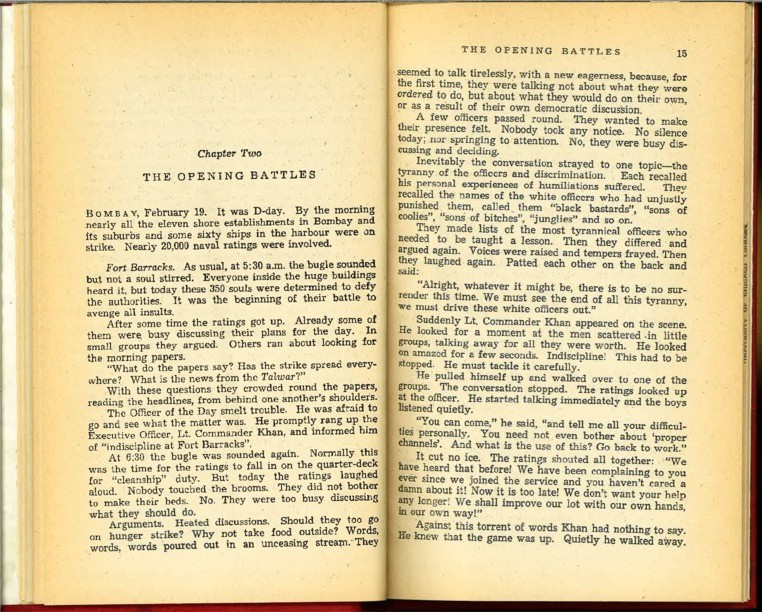 Chapter Two
THE OPENING BATTLES
BOMBAY, February 19. It was D-day. By the morning
nearly all the eleven shore establishments in Bombay and
its suburbs and some sixty ships in the harbour were on
strike. Nearly 20,000 naval ratings were involved.
Fort Barracks. As usual, at 5:30 a.m. the bugle sounded
but not a soul stirred. Everyone inside the huge buildings
heard it, but today these 350 souls were determined to defy
the authorities. It was the beginning of their battle to
avenge all insults.
After some time the ratings got up. Already some of
them were busy discussing their plans for the day. In
small groups they argued. Others ran about looking for
the morning papers.
"What do the papers say? Has the strike spread every-
where? What is the news from the Talwar?"
With these questions they crowded round the papers,
reading the headlines, from behind one another's shoulders.
The Officer of the Day smelt trouble. He was afraid to
go and see what the matter was. He promptly rang up the
Executive Officer, Lt. Commander Khan, and informed him
of "indiscipline at Fort Barracks".
At 6:30 the bugle was sounded again. Normally this
was the time for the ratings to fall in on the quarter-deck
for "cleanship" duty. But today the ratings laughed
aloud. Nobody touched the brooms. They did not bother
to make their beds. No. They were too busy discussing
what they should do.
Arguments. Heated discussions. Should they too go
on hunger strike? Why not take food outside? Words,
words, words poured out in an unceasing stream. They
THE OPENING BATTLES 15
seemed to talk tirelessly, with a new eagerness, because, for
the first time, they were talking not about what they were
ordered to do, but about what they would do on their own,
or as a result of their own democratic discussion.
A few officers passed round. They wanted to make
their presence felt. Nobody took any notice. No silence
today; nor springing to attention. No, they were busy dis-
cussing and deciding.
Inevitably the conversation strayed to one topic—the
tyranny of the officers and discrimination. Each recalled
his personal experiences of humiliations suffered. They
recalled the names of the white officers who had unjustly
punished them, called them "black bastards", "sons of
coolies", "sons of bitches", "junglies" and so on.
They made lists of the most tyrannical officers who
needed to be taught a lesson. Then they differed and
argued again. Voices were raised and tempers frayed. Then
they laughed again. Patted each other on the back and
said:
"Alright, whatever it might be, there is to be no sur-
render this time. We must see the end of all this tyranny,
we must drive these white officers out."
Suddenly Lt. Commander Khan appeared on the scene.
He looked for a moment at the men scattered in little
groups, talking away for all they were worth. He looked
on amazed for a few seconds. Indiscipline! This had to be
stopped. He must tackle it carefully.
He pulled himself up and walked over to one of the
groups. The conversation stopped. The ratings looked up
at the officer. He started talking immediately and the boys
listened quietly.
"You can come," he said, "and tell me all your difficul-
ties personally. You need not even bother about 'proper
channels'. And what is the use of this? Go back to work."
It cut no ice. The ratings shouted all together: "We
have heard that before! We have been complaining to you
ever since we joined the service and you haven't cared a
damn about it! Now it is too late! We don't want your help
any longer! We shall improve our lot with our own hands,
in our own way!"
Against this torrent of words Khan had nothing to say.
He knew that the game was up. Quietly he walked away.